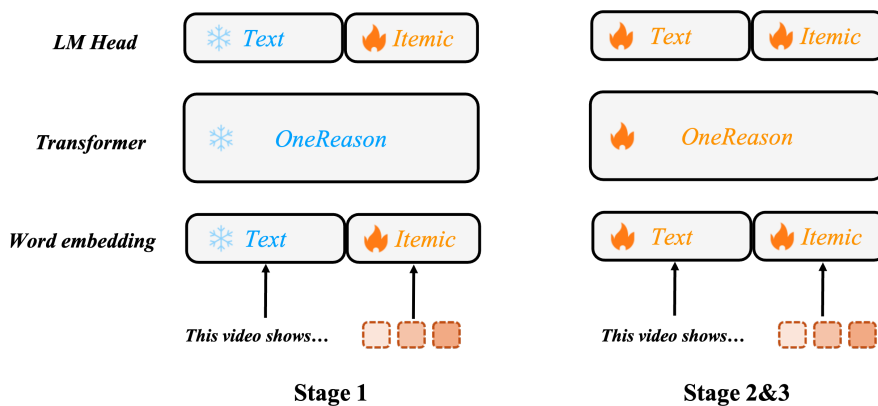 LM Head
Text
Itemic
Text
Itemic
Transformer
OneReason
OneReason
Word embedding
Text
Itemic
Text
Itemic
This video shows…
This video shows…
Stage 1
Stage 2&3